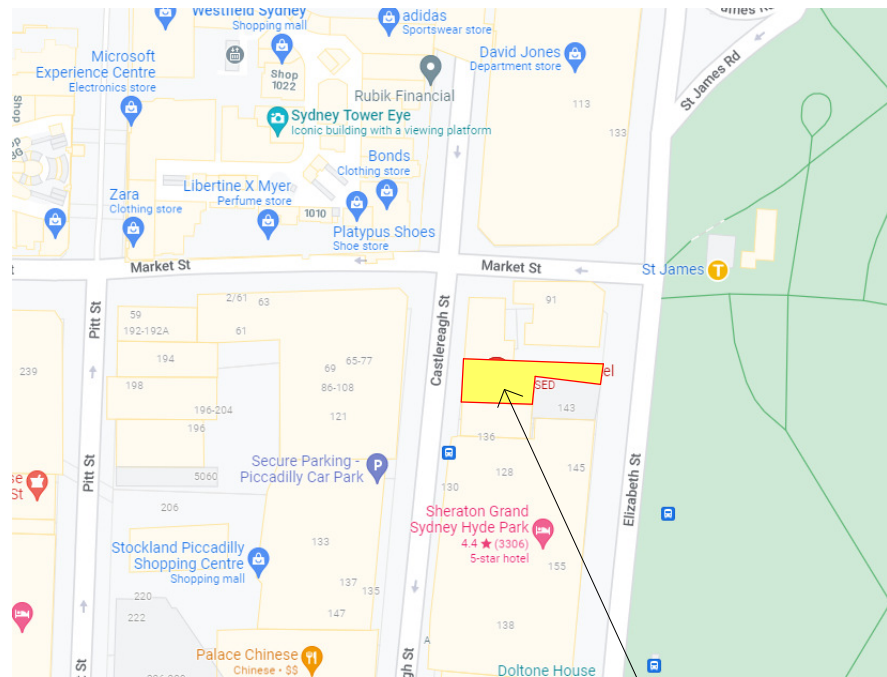 Westfield Sydney
Shopping mall
adidas
Sportswear store
Microsoft
Experience Centre
Electronics store
Shop
1022
David Jones
Department store
St James Rd
Rubik Financial
113
133
Shop
Sydney Tower Eye
Iconic building with a viewing platform
Bonds
Clothing store
Zara
Clothing store
Libertine X Myer
Perfume store
1010
Platypus Shoes
Shoe store
Market St
Market St
St James
T
2/61
63
59
192-192A
61
91
Pitt St
Castlereagh St
194
65-77
69
239
198
86-108
el
SED
196-204
121
143
196
136
Pitt St
Secure Parking -
Piccadilly Car Park
P
5060
128
145
130
Elizabeth St
206
Sheraton Grand
Sydney Hyde Park
4.4 ★ (3306)
5-star hotel
133
Stockland Piccadilly
Shopping Centre
Shopping mall
155
137
135
220
222
147
138
A
Palace Chinese
Chinese • $$
Doltone House